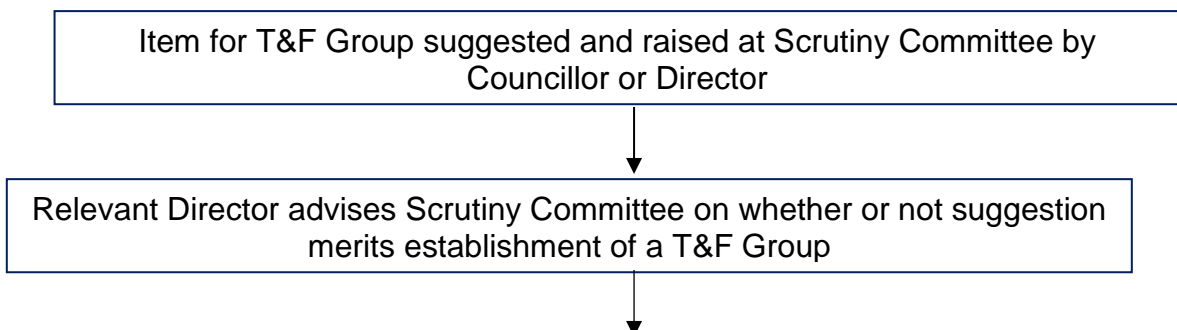 Item for T&F Group suggested and raised at Scrutiny Committee by
Councillor or Director
Relevant Director advises Scrutiny Committee on whether or not suggestion
merits establishment of a T&F Group